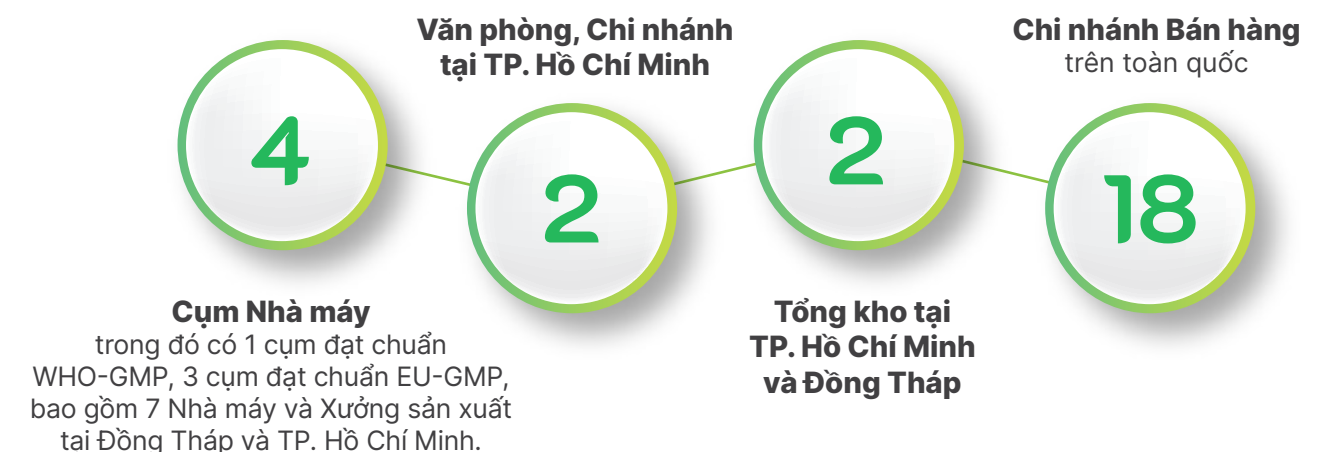 4
Cụm Nhà máy
trong đó có 1 cụm đạt chuẩn
WHO-GMP, 3 cụm đạt chuẩn EU-GMP,
bao gồm 7 Nhà máy và Xưởng sản xuất
tại Đồng Tháp và TP. Hồ Chí Minh.
Văn phòng, Chi nhánh
tại TP. Hồ Chí Minh
2
2
Tổng kho tại
TP. Hồ Chí Minh
và Đồng Tháp
Chi nhánh Bán hàng
trên toàn quốc
18